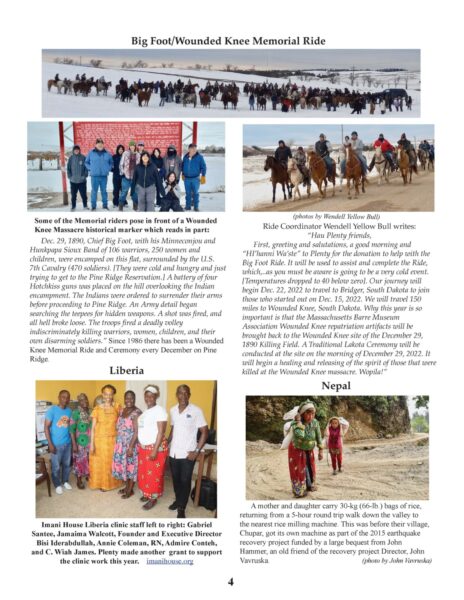 Big Foot/Wounded Knee Memorial Ride
Some of the Memorial riders pose in front of a Wounded
Knee Massacre historical marker which reads in part:
Dec. 29, 1890, Chief Big Foot, with his Minneconjou and
Hunkpapa Sioux Band of 106 warriors, 250 women and
children, were encamped on this flat, surrounded by the U.S.
7th Cavalry (470 soldiers). [They were cold and hungry and just
trying to get to the Pine Ridge Reservation.] A battery of four
Hotchkiss guns was placed on the hill overlooking the Indian
encampment. The Indians were ordered to surrender their arms
before proceeding to Pine Ridge. An Army detail began
searching the teepees for hidden weapons. A shot was fired, and
all hell broke loose. The troops fired a deadly volley
indiscriminately killing warriors, women, children, and their
own disarming soldiers." Since 1986 there has been a Wounded
Knee Memorial Ride and Ceremony every December on Pine
Ridge.
Liberia
Imani House Liberia clinic staff left to right: Gabriel
Santee, Jamaima Walcott, Founder and Executive Director
Bisi Iderabdullah, Annie Coleman, RN, Admire Conteh,
and C. Wiah James. Plenty made another grant to support
the clinic work this year. imanihouse.org
(photos by Wendell Yellow Bull)
Ride Coordinator Wendell Yellow Bull writes:
"Hau Plenty friends,
First, greeting and salutations, a good morning and
"HI'hunni Wa'ste" to Plenty for the donation to help with the
Big Foot Ride. It will be used to assist and complete the Ride,
which,..as you must be aware is going to be a very cold event.
[Temperatures dropped to 40 below zero]. Our journey will
begin Dec. 22, 2022 to travel to Bridger, South Dakota to join
those who started out on Dec. 15, 2022. We will travel 150
miles to Wounded Knee, South Dakota. Why this year is so
important is that the Massachusetts Barre Museum
Association Wounded Knee repatriation artifacts will be
brought back to the Wounded Knee site of the December 29,
1890 Killing Field. A Traditional Lakota Ceremony will be
conducted at the site on the morning of December 29, 2022. It
will begin a healing and releasing of the spirit of those that were
killed at the Wounded Knee massacre. Wopila!"
Nepal
A mother and daughter carry 30-kg (66-lb.) bags of rice,
returning from a 5-hour round trip walk down the valley to
the nearest rice milling machine. This was before their village,
Chupar, got its own machine as part of the 2015 earthquake
recovery project funded by a large bequest from John
Hammer, an old friend of the recovery project Director, John
Vavruska. (photo by John Vavruska)
4